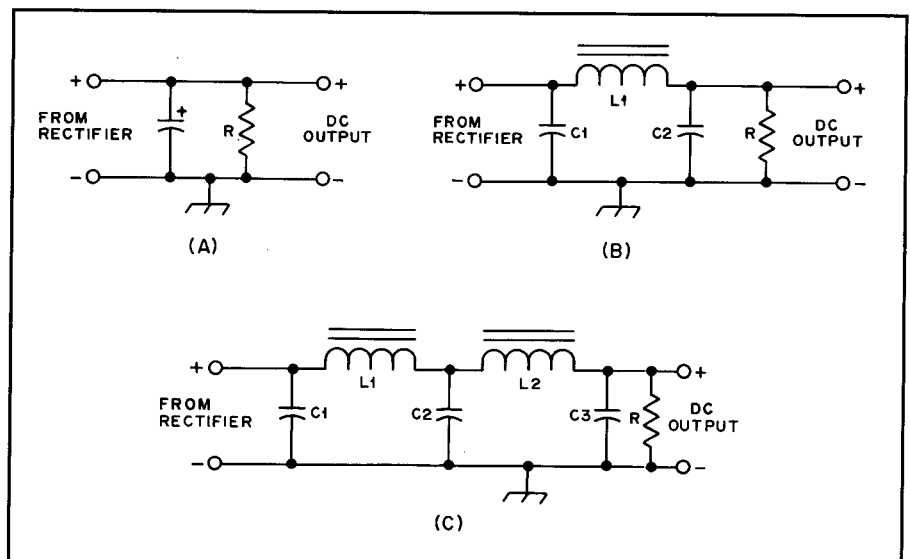 +
+
+
FROM
RECTIFIER
R
DC
OUTPUT
-
-
(A)
+
L1
+
FROM
RECTIFIER
C1
C2
R
DC
OUTPUT
-
-
(B)
+
L1
L2
+
FROM
RECTIFIER
C1
C2
C3
R
DC
OUTPUT
-
-
(C)